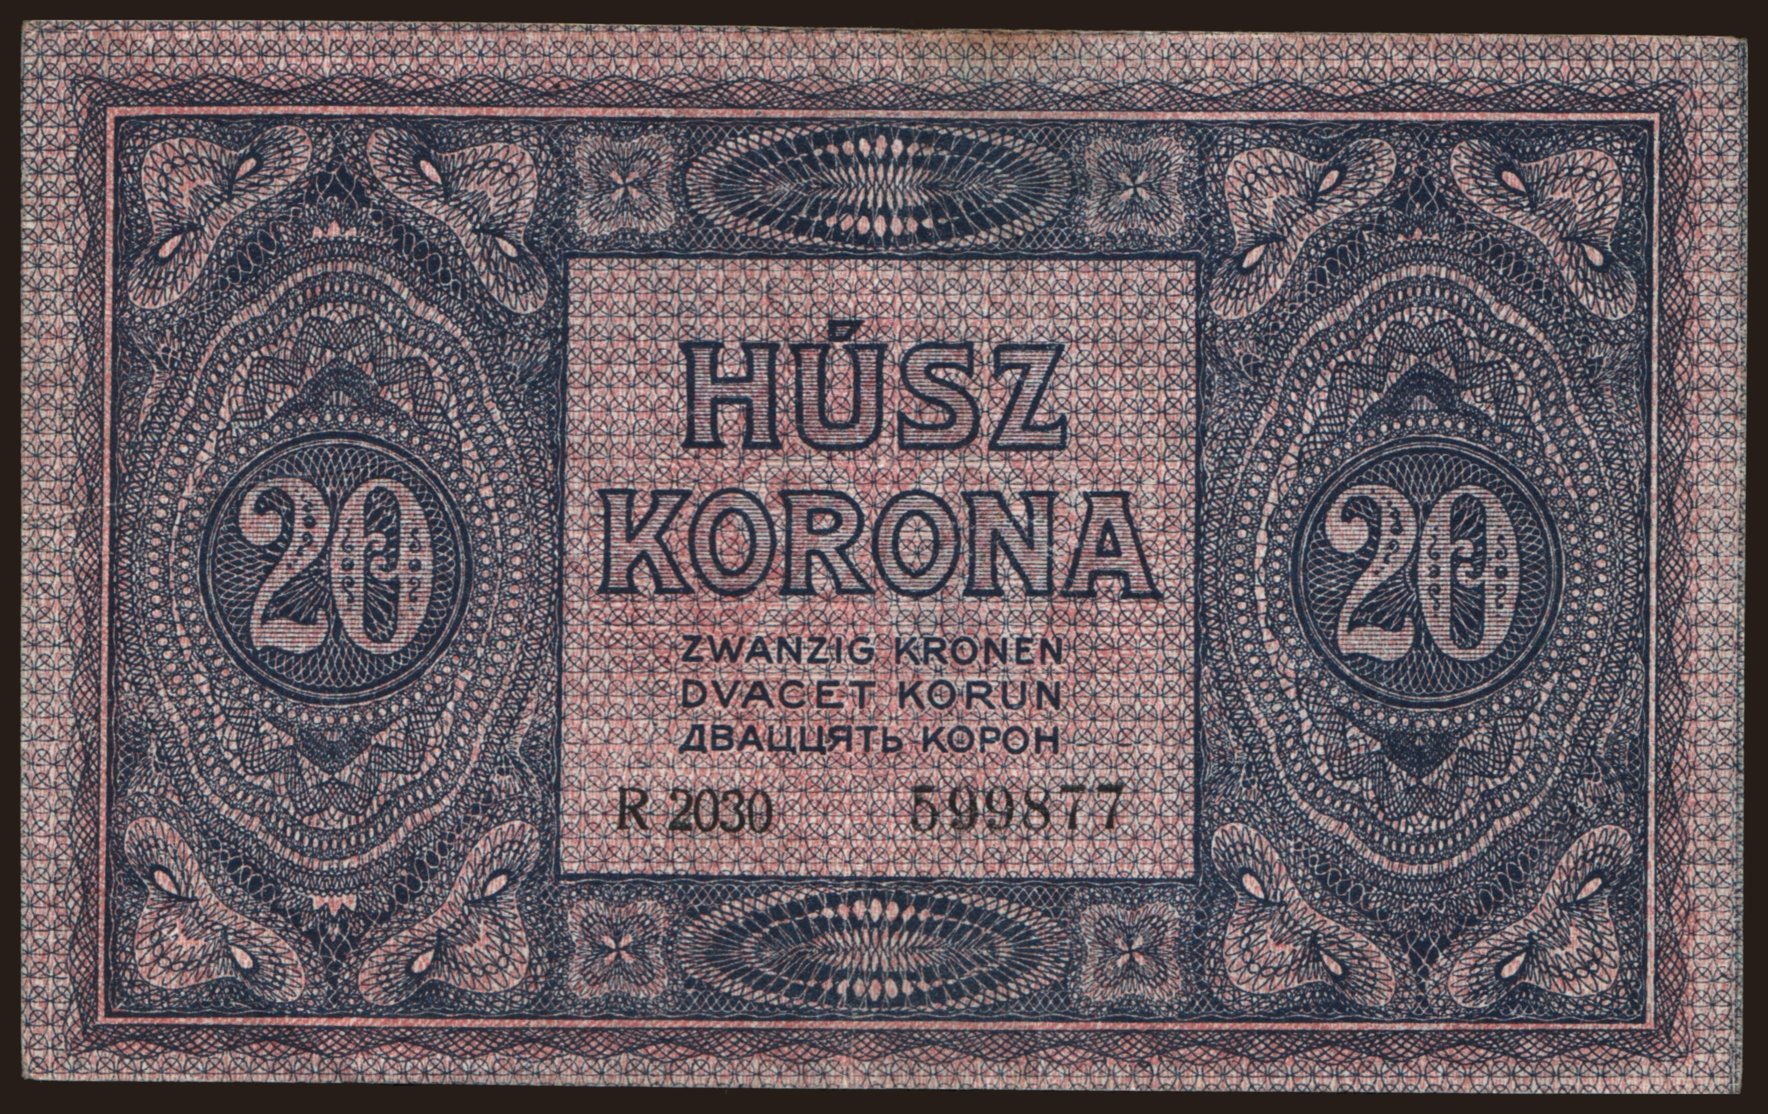 HÚSZ
KORONA
20
20
ZWANZIG KRONEN
DVACET KORUN
ДВАЦЦЯТЬ КОРОН
R 2030 599877